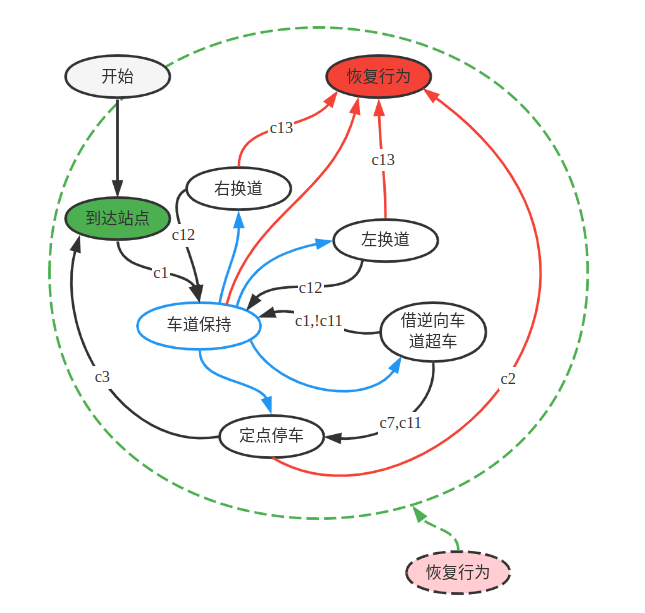 开始
恢复行为
c13
c13
右换道
到达站点
c12
左换道
c1
c12
车道保持
c1,!c11
借逆向车
道超车
c3
c2
c7,c11
定点停车
恢复行为